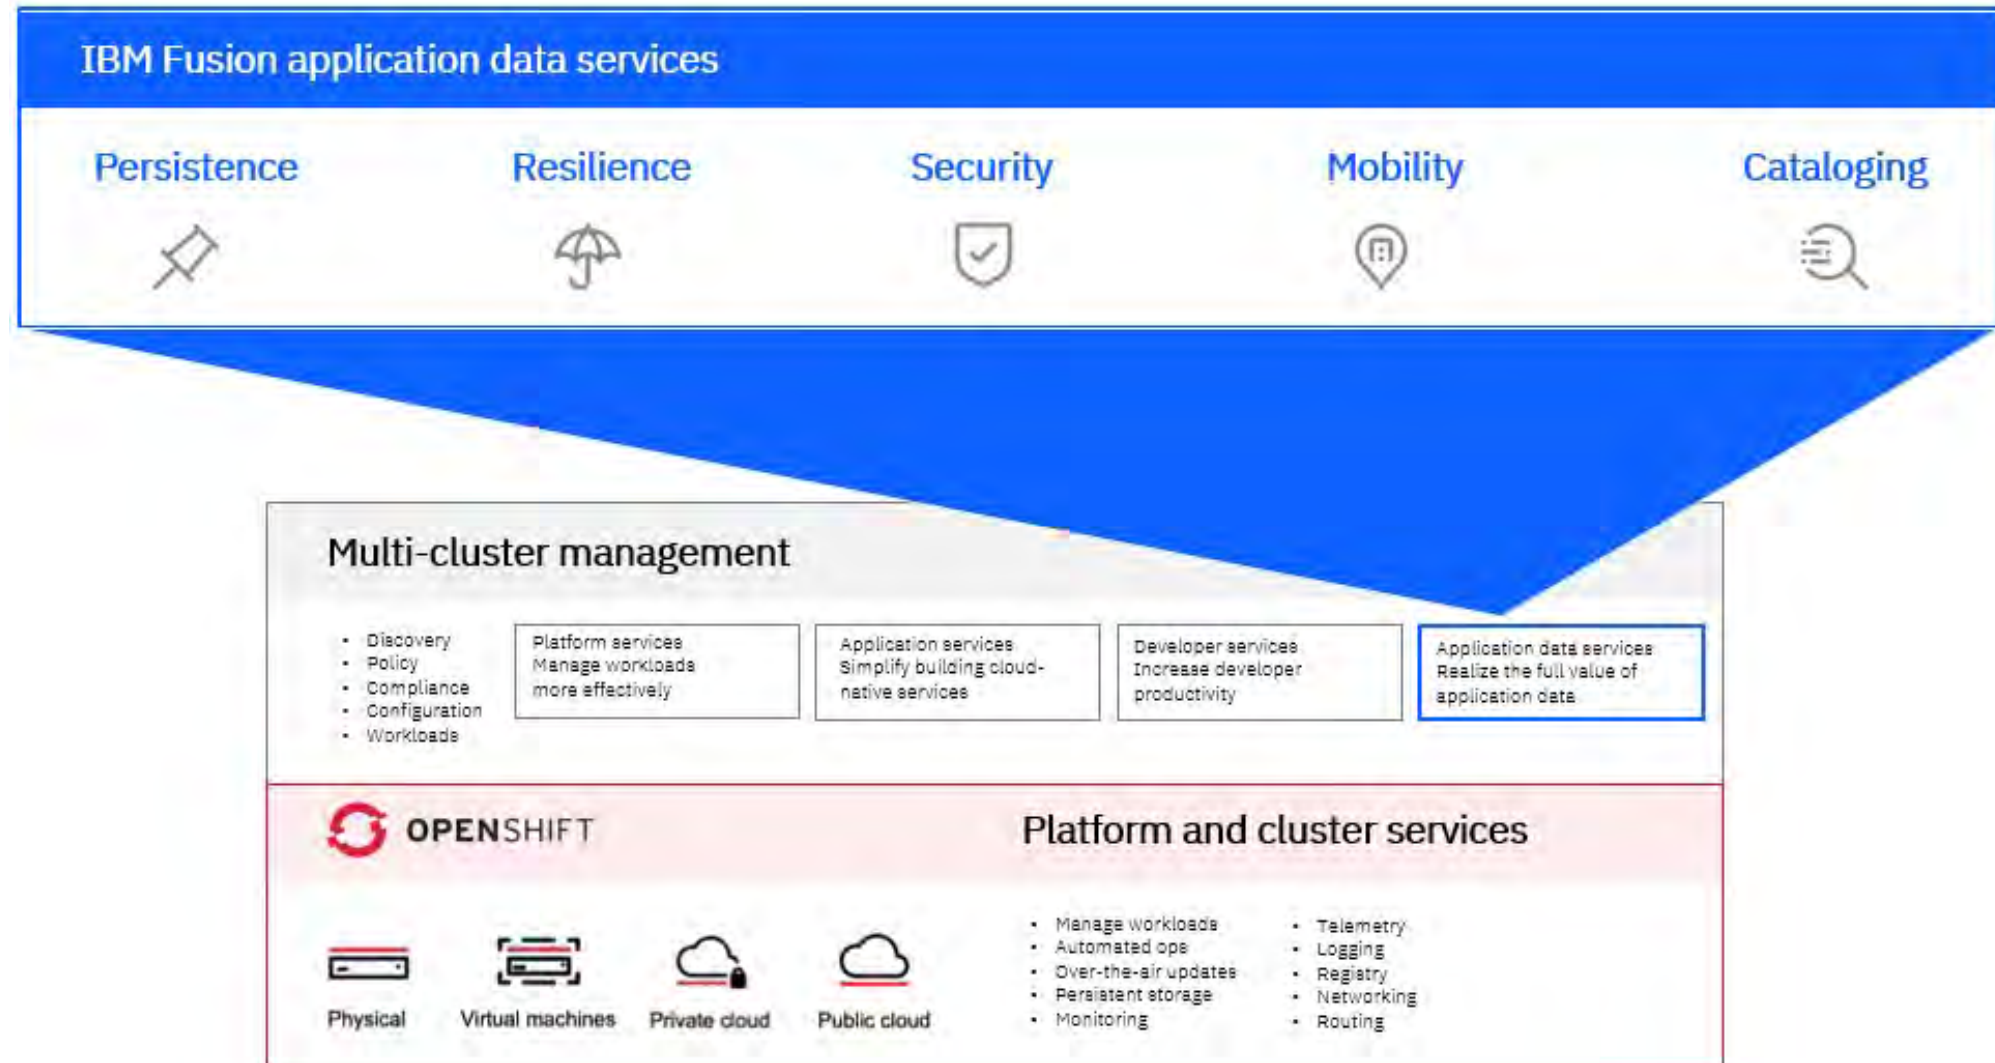 IBM Fusion application data services
Persistence
Resilience
Security
Mobility
Cataloging
Multi-cluster management
• Discovery
• Policy
• Compliance
• Configuration
• Workloads
Platform services
Manage workloads
more effectively
Application services
Simplify building cloud-
native services
Developer services
Increase developer
productivity
Application data services
Realize the full value of
application data
OPENSHIFT
Platform and cluster services
Physical
Virtual machines
Private cloud
Public cloud
• Manage workloads
• Automated ops
• Over-the-air updates
• Persistent storage
• Monitoring
• Telemetry
• Logging
• Registry
• Networking
• Routing